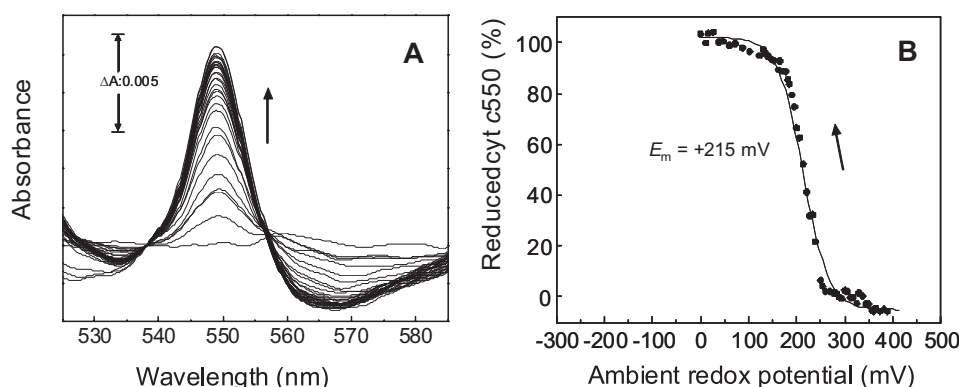 A
ΔA:0.005
Absorbance
530 540 550 560 570 580
Wavelength (nm)
B
Reducedcyt c550 (%)
100
80
60
40
20
0
Em = +215 mV
-300 -200 -100 0 100 200 300 400 500
Ambient redox potential (mV)